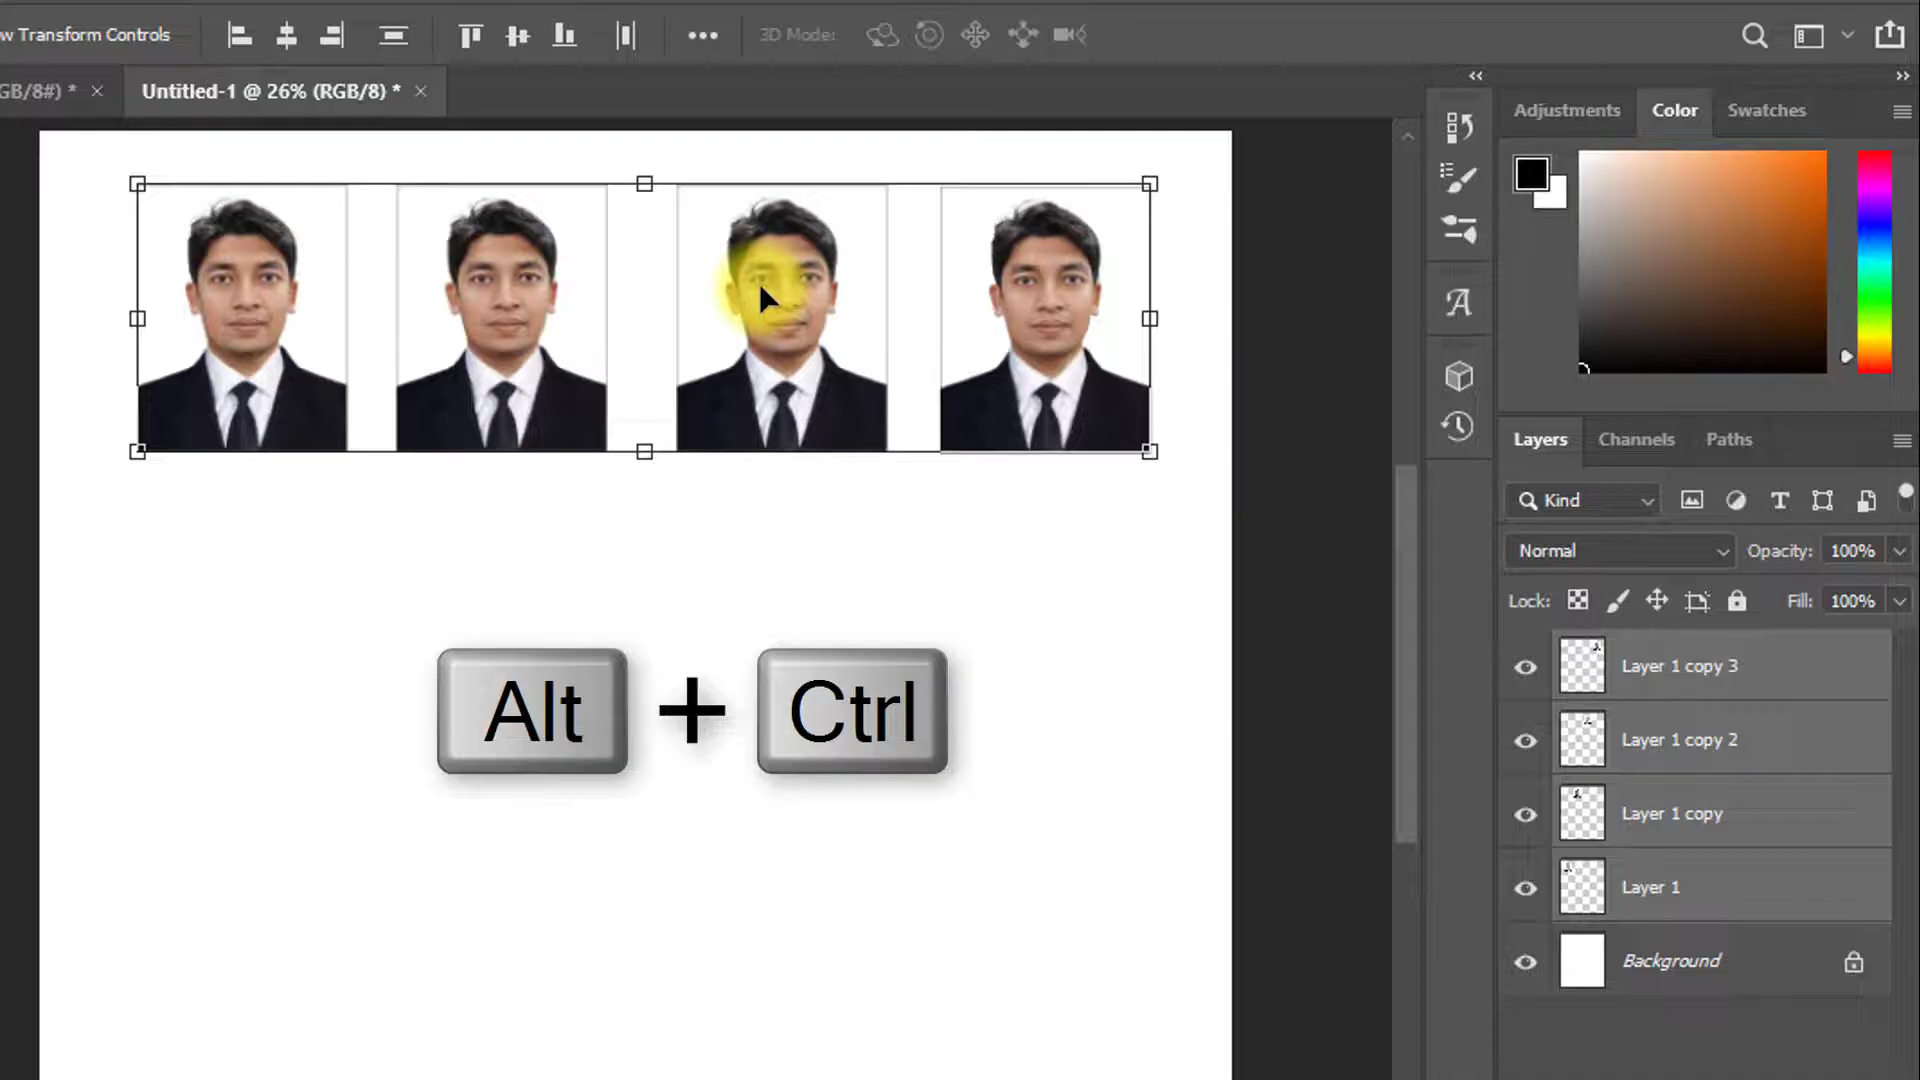 w Transform Controls
3D Mode:
GB/8#) * ×
Untitled-1 @ 26% (RGB/8) * ×
Adjustments
Color
Swatches
Layers
Channels
Paths
Kind
Normal
Opacity: 100%
Lock:
Fill: 100%
Layer 1 copy 3
Layer 1 copy 2
Layer 1 copy
Layer 1
Background
Alt + Ctrl